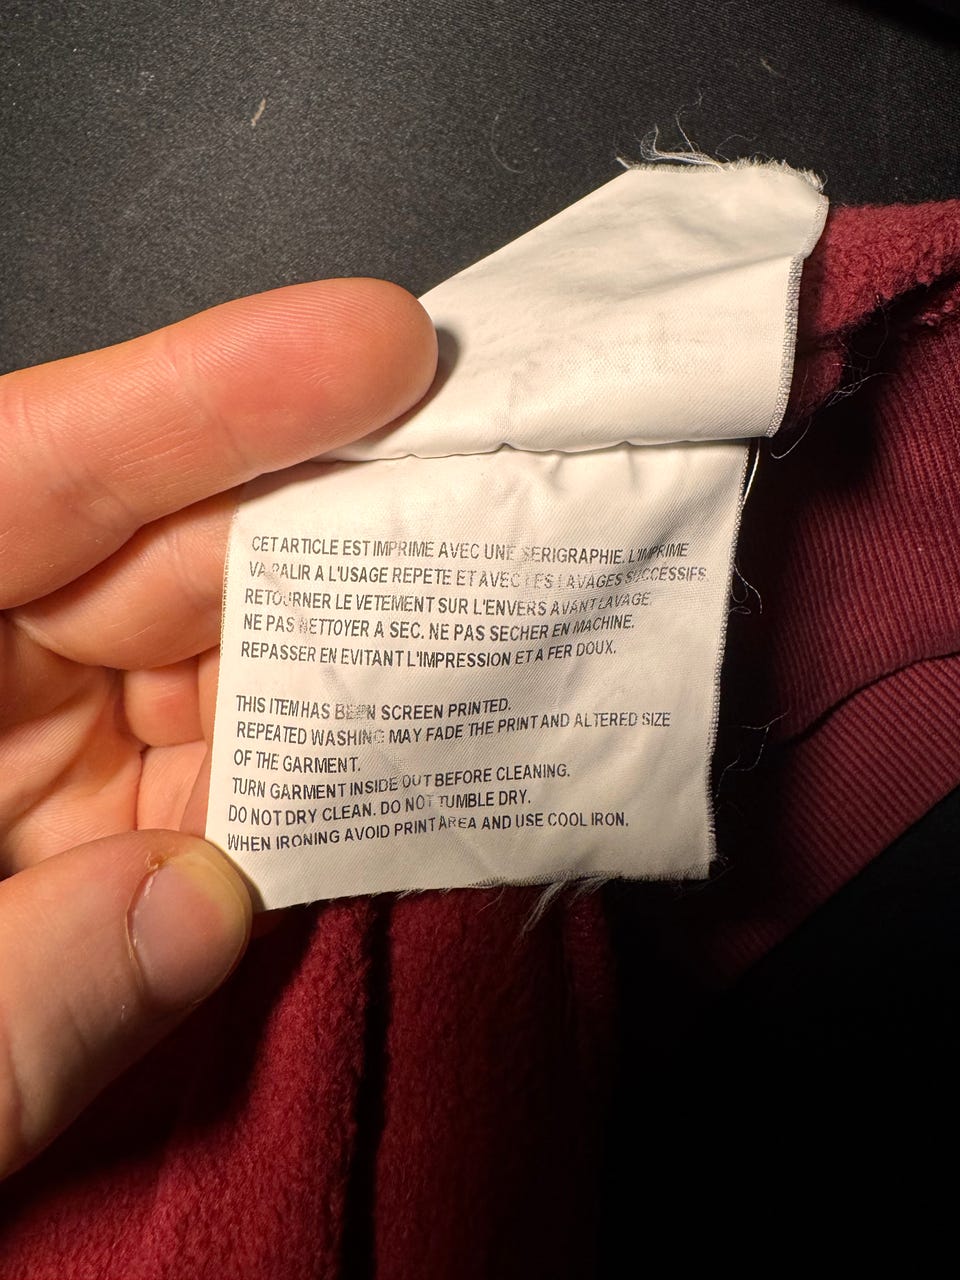 CET ARTICLE EST IMPRIME AVEC UNE SERIGRAPHIE. L'IMPRIME
VA PALIR A L'USAGE REPETE ET AVEC LES LAVAGES SUCCESSIFS.
RETOURNER LE VETEMENT SUR L'ENVERS AVANT LAVAGE.
NE PAS NETTOYER A SEC. NE PAS SECHER EN MACHINE.
REPASSER EN EVITANT L'IMPRESSION ET A FER DOUX.
THIS ITEM HAS BEEN SCREEN PRINTED.
REPEATED WASHING MAY FADE THE PRINT AND ALTERED SIZE
OF THE GARMENT.
TURN GARMENT INSIDE OUT BEFORE CLEANING.
DO NOT DRY CLEAN. DO NOT TUMBLE DRY.
WHEN IRONING AVOID PRINT AREA AND USE COOL IRON.